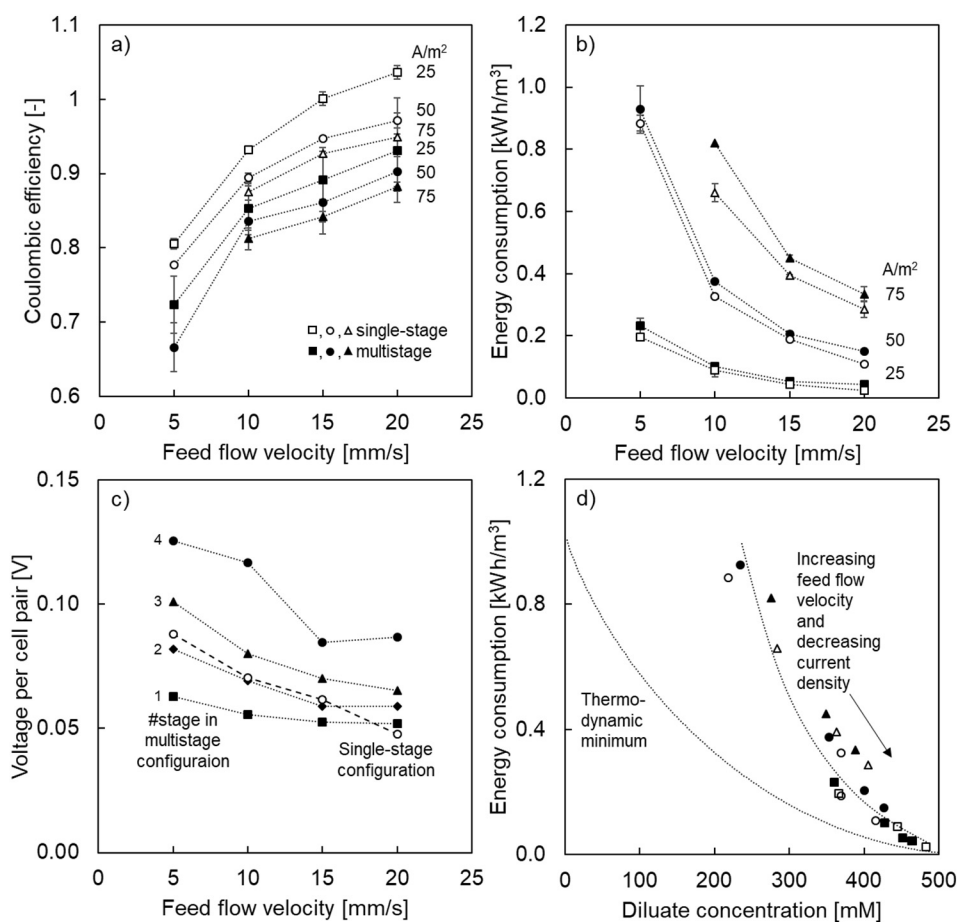 a)
Coulombic efficiency [-]
1.1
1
0.9
0.8
0.7
0.6
A/m²
25
50
75
25
50
75
□, ○, △ single-stage
■, ●, ▲ multistage
0 5 10 15 20 25
Feed flow velocity [mm/s]
b)
Energy consumption [kWh/m³]
1.2
1.0
0.8
0.6
0.4
0.2
0.0
A/m²
75
50
25
0 5 10 15 20 25
Feed flow velocity [mm/s]
c)
Voltage per cell pair [V]
0.15
0.10
0.05
0.00
4
3
2
1
#stage in
multistage
configuraion
Single-stage
configuration
0 5 10 15 20 25
Feed flow velocity [mm/s]
d)
Energy consumption [kWh/m³]
1.2
0.8
0.4
0.0
Increasing
feed flow
velocity
and
decreasing
current
density
Thermo-
dynamic
minimum
0 100 200 300 400 500
Diluate concentration [mM]